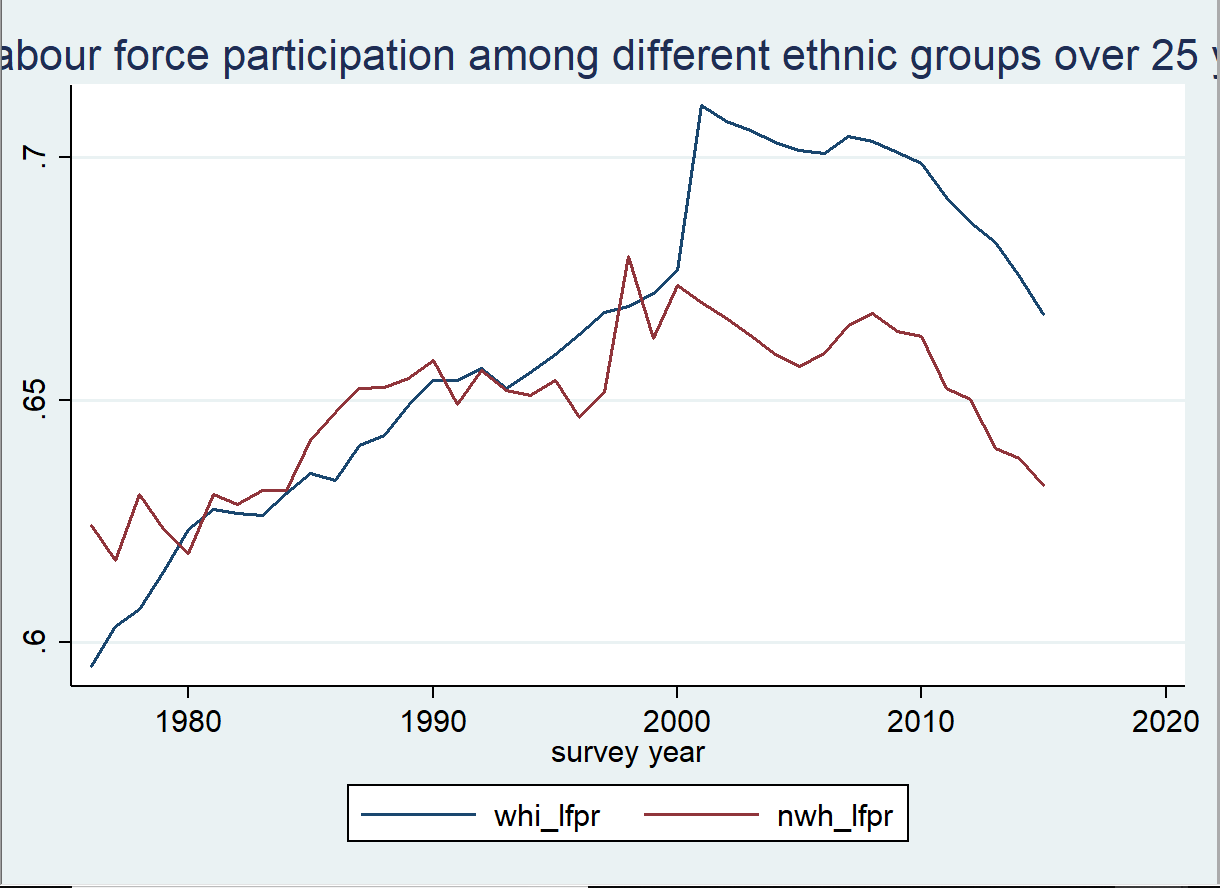 abour force participation among different ethnic groups over 25 y
.7
.65
.6
1980 1990 2000 2010 2020
survey year
whi_lfpr nwh_lfpr